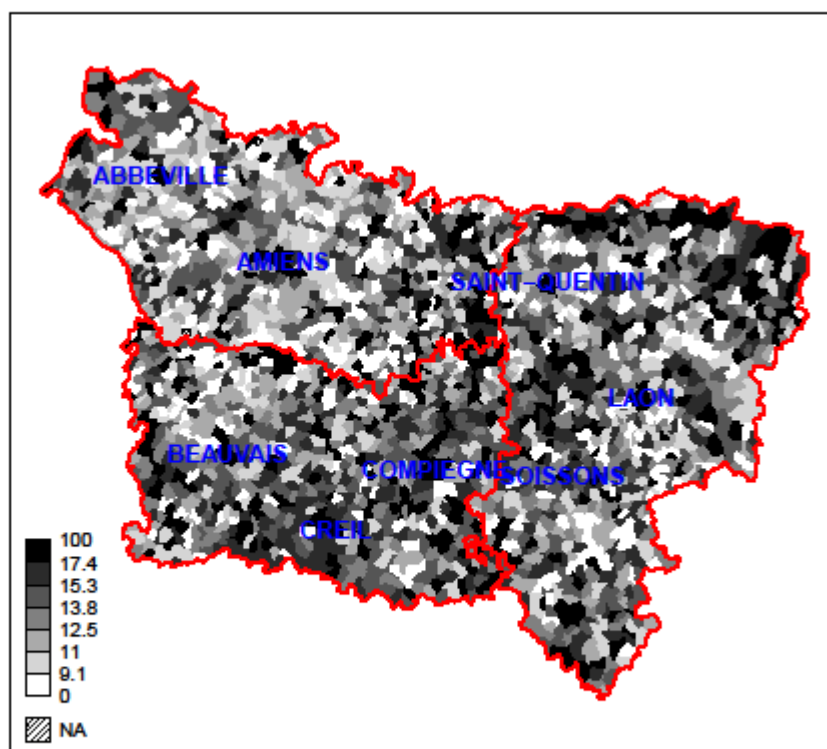 ABBEVILLE
AMIENS
SAINT−QUENTIN
LAON
BEAUVAIS
COMPIEGNE
SOISSONS
CREIL
100
17.4
15.3
13.8
12.5
11
9.1
0
NA